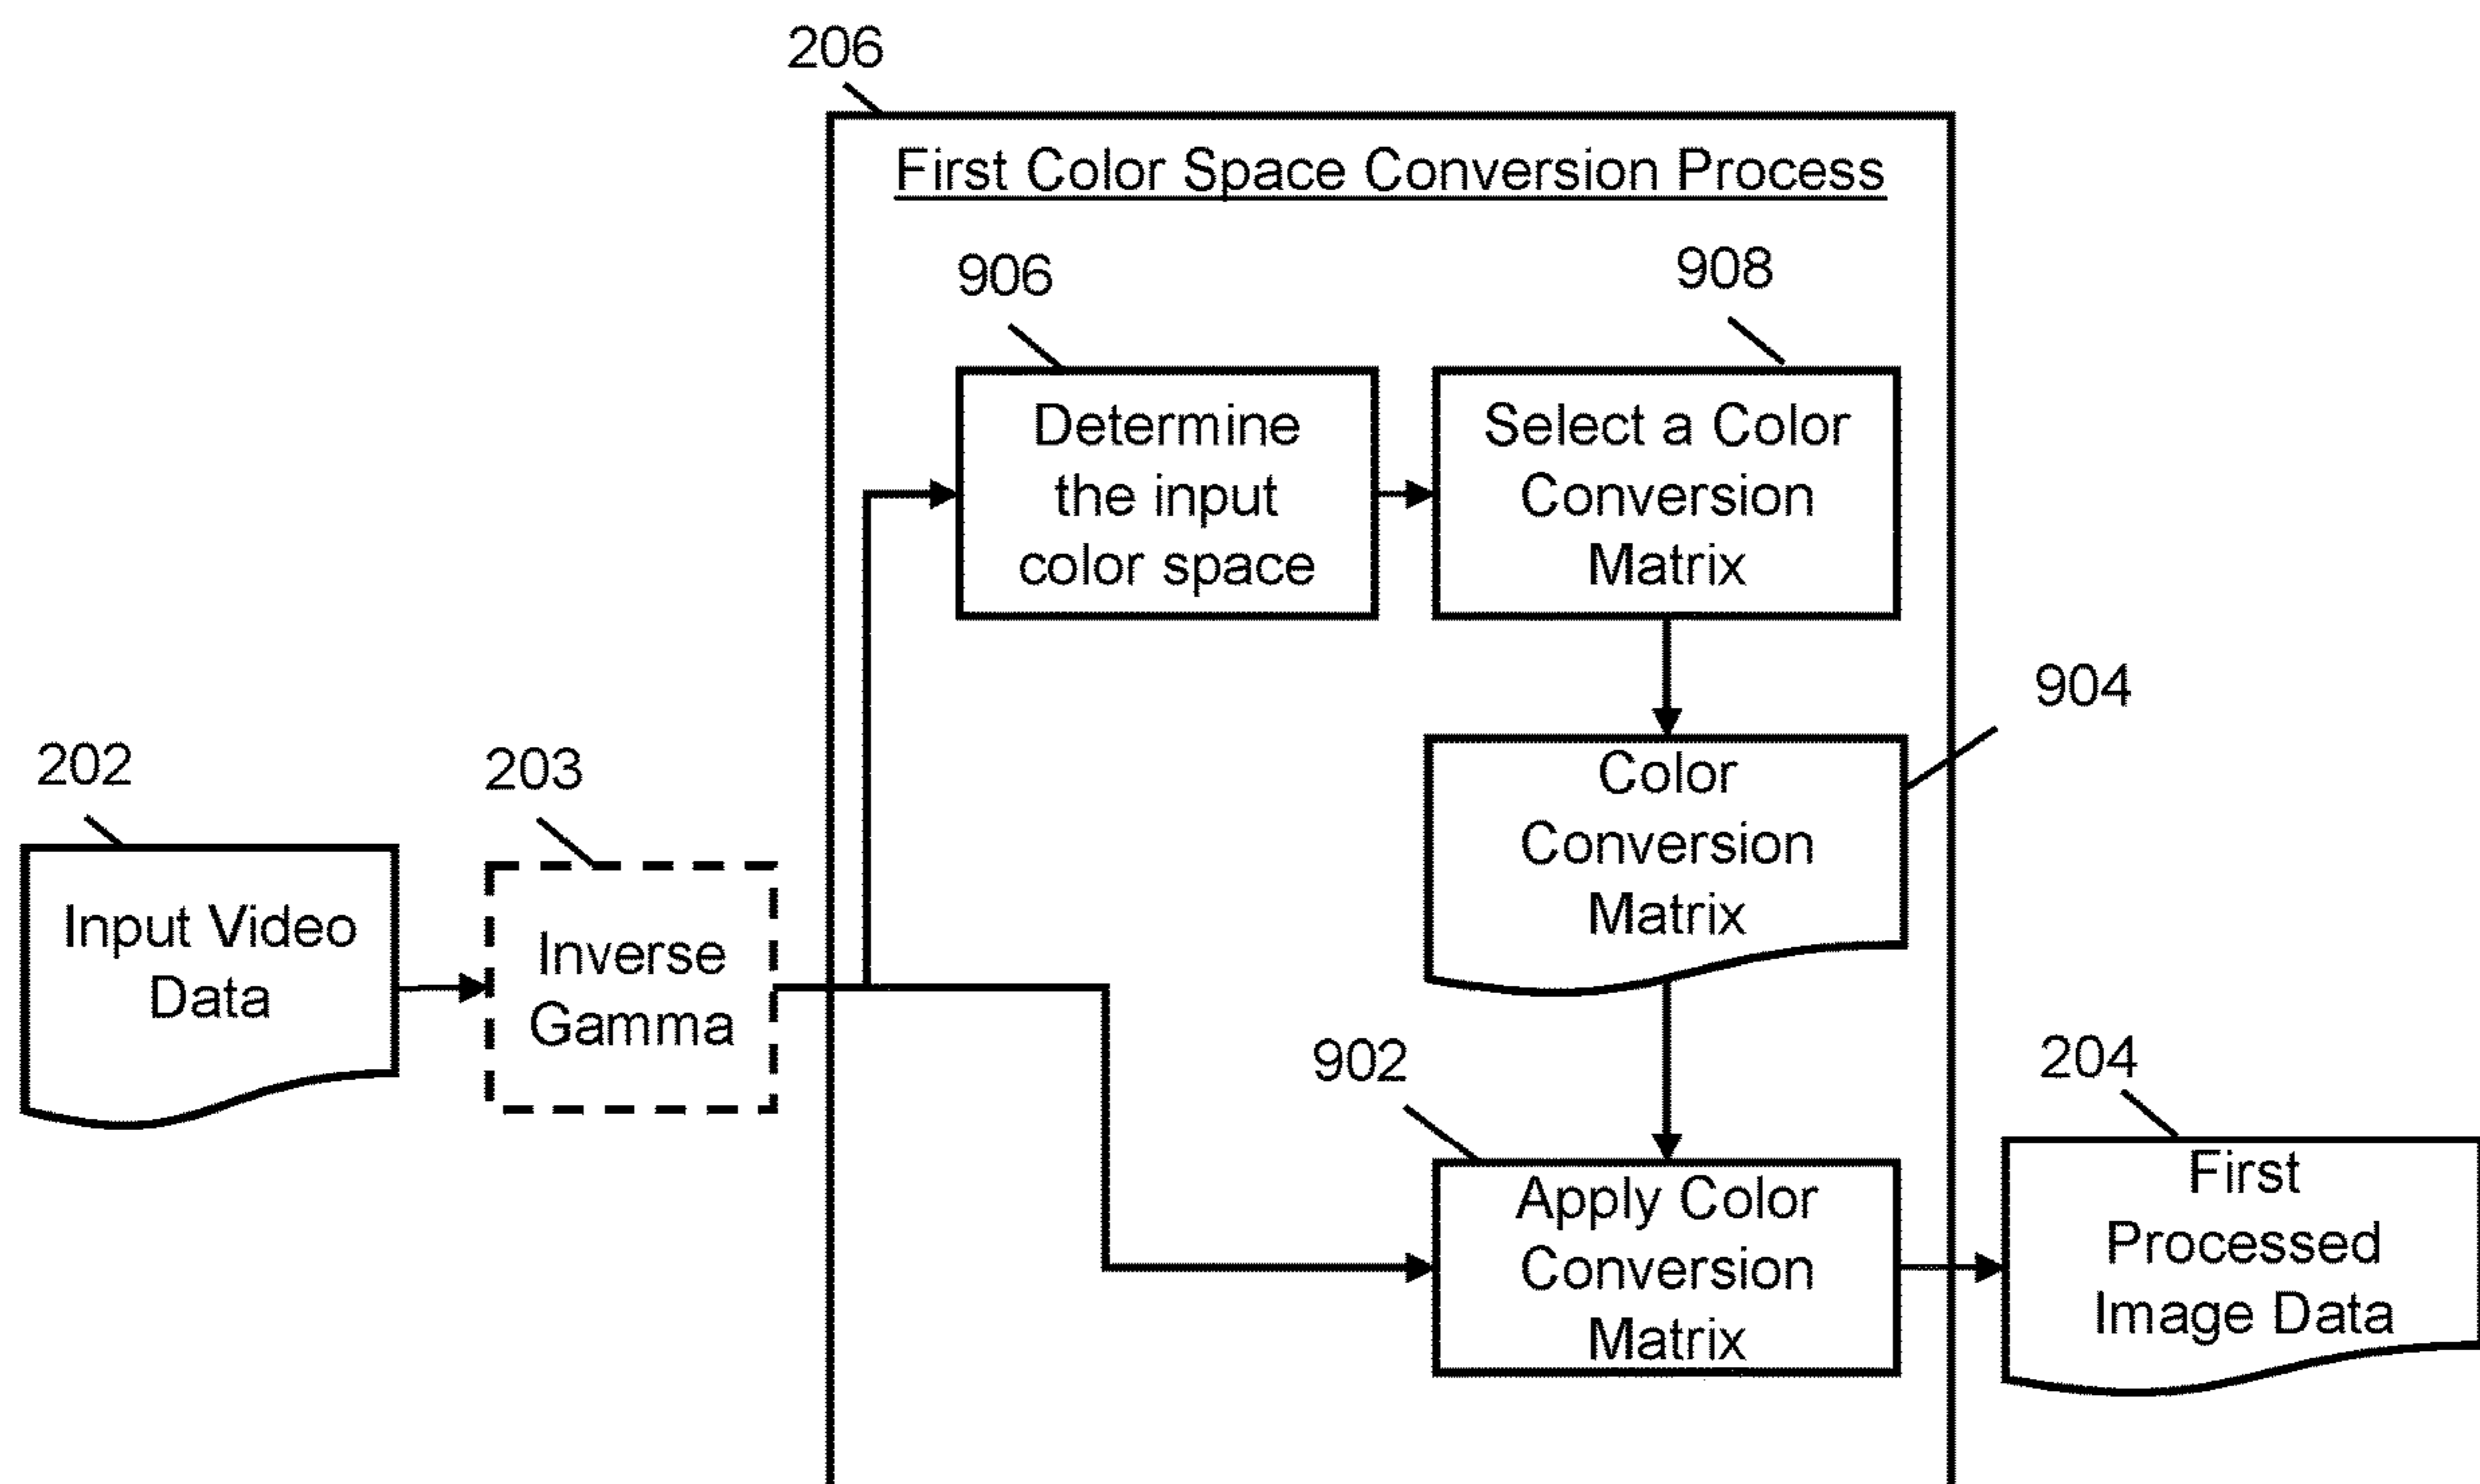 206
First Color Space Conversion Process
906
908
Determine
the input
color space
Select a Color
Conversion
Matrix
904
202
203
Color
Conversion
Matrix
Input Video
Data
Inverse
Gamma
902
204
Apply Color
Conversion
Matrix
First
Processed
Image Data